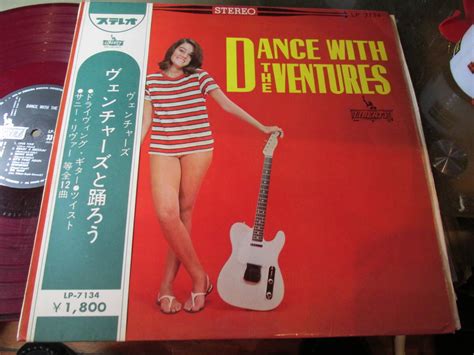 ステレオ
LIBERTY
ヴェンチャーズ
ヴェンチャーズと踊ろう
●ドライヴィング・ギター●ツイスト
●サニー・リヴァー 等全12曲
LP-7134
¥1,800
STEREO
LP 7134
DANCE WITH
THE VENTURES
LIBERTY
DANCE WITH THE